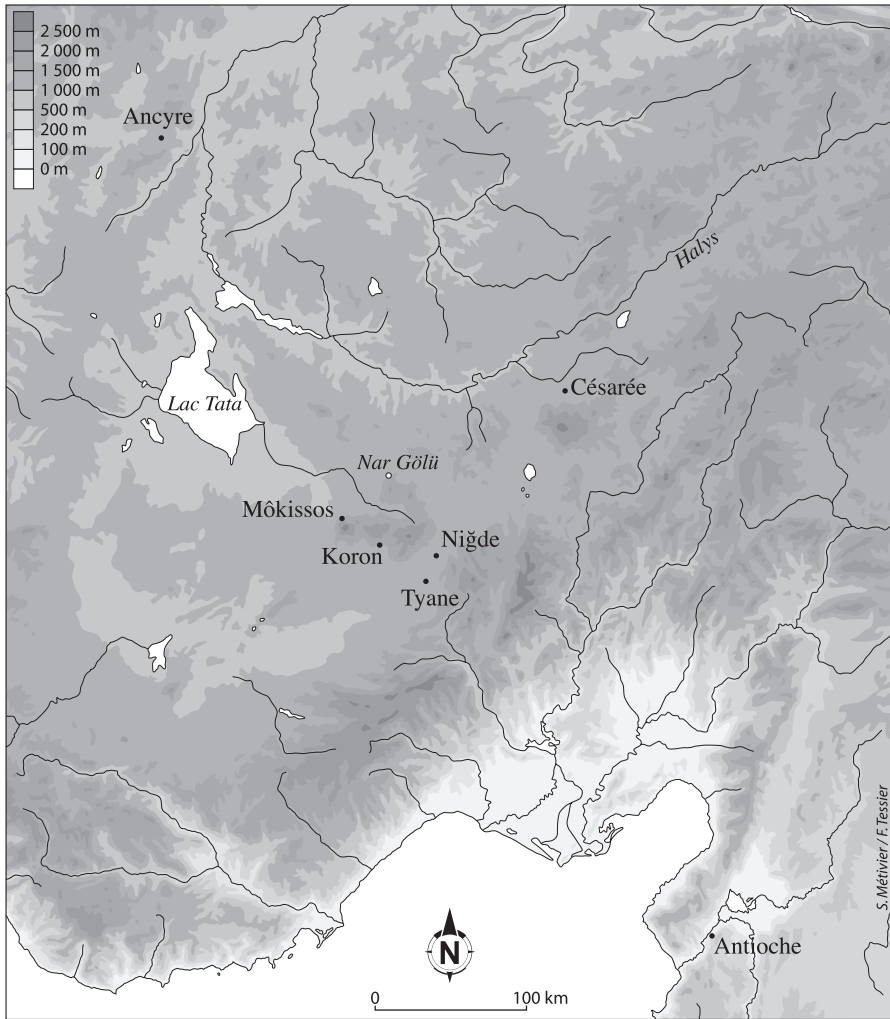 2 500 m
2 000 m
1 500 m
1 000 m
500 m
200 m
100 m
0 m
Ancyre
Halys
Césarée
Lac Tata
Nar Gölü
Môkissos
Niğde
Koron
Tyane
S. Métivier / F. Tessier
N
Antioche
0 100 km